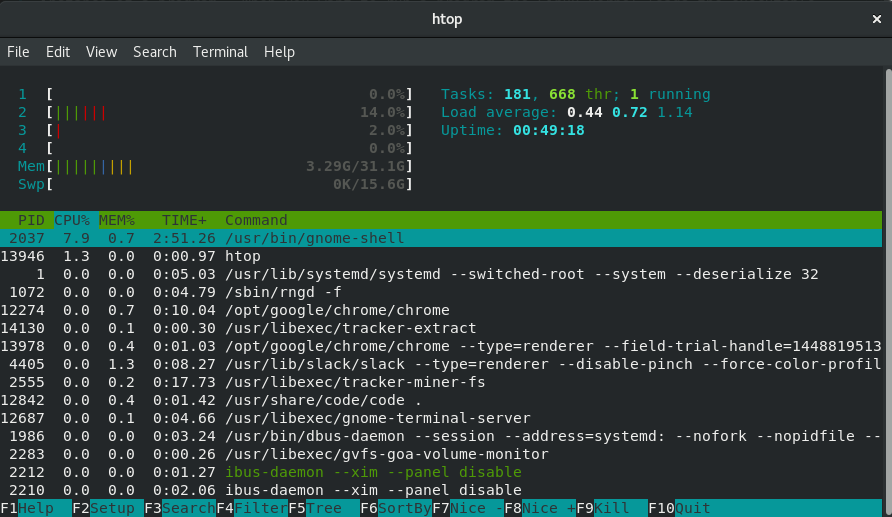 htop
File Edit View Search Terminal Help
1 [ 0.0%] Tasks: 181, 668 thr; 1 running
2 [||||||| 14.0%] Load average: 0.44 0.72 1.14
3 [| 2.0%] Uptime: 00:49:18
4 [ 0.0%]
Mem[||||||||| 3.29G/31.1G]
Swp[ 0K/15.6G]
PID CPU% MEM% TIME+ Command
2037 7.9 0.7 2:51.26 /usr/bin/gnome-shell
13946 1.3 0.0 0:00.97 htop
1 0.0 0.0 0:05.03 /usr/lib/systemd/systemd --switched-root --system --deserialize 32
1072 0.0 0.0 0:04.79 /sbin/rngd -f
12274 0.0 0.7 0:10.04 /opt/google/chrome/chrome
14130 0.0 0.1 0:00.30 /usr/libexec/tracker-extract
13978 0.0 0.4 0:01.03 /opt/google/chrome/chrome --type=renderer --field-trial-handle=1448819513
4405 0.0 1.3 0:08.27 /usr/lib/slack/slack --type=renderer --disable-pinch --force-color-profil
2555 0.0 0.2 0:17.73 /usr/libexec/tracker-miner-fs
12842 0.0 0.4 0:01.42 /usr/share/code/code .
12687 0.0 0.1 0:04.66 /usr/libexec/gnome-terminal-server
1986 0.0 0.0 0:03.24 /usr/bin/dbus-daemon --session --address=systemd: --nofork --nopidfile --
2283 0.0 0.0 0:00.26 /usr/libexec/gvfs-goa-volume-monitor
2212 0.0 0.0 0:01.27 ibus-daemon --xim --panel disable
2210 0.0 0.0 0:02.06 ibus-daemon --xim --panel disable
F1Help F2Setup F3SearchF4FilterF5Tree F6SortByF7Nice -F8Nice +F9Kill F10Quit